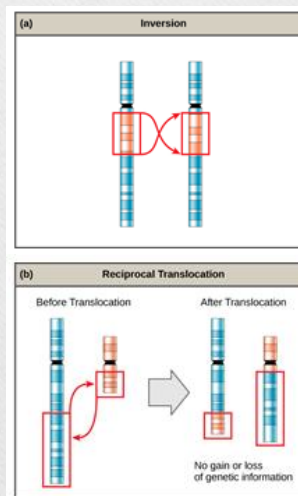 (a) Inversion
(b) Reciprocal Translocation
Before Translocation After Translocation
No gain or loss
of genetic information